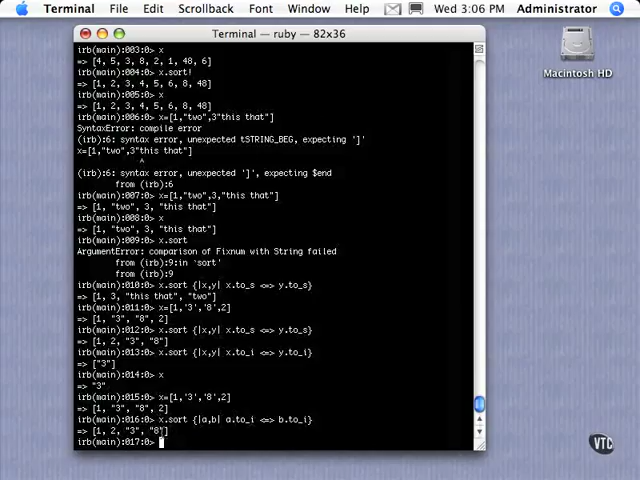 Terminal File Edit Scrollback Font Window Help Wed 3:06 PM Administrator
Terminal — ruby — 82x36
irb(main):003:0> x
=> [4, 5, 3, 8, 2, 1, 48, 6]
irb(main):004:0> x.sort!
=> [1, 2, 3, 4, 5, 6, 8, 48]
irb(main):005:0> x
=> [1, 2, 3, 4, 5, 6, 8, 48]
irb(main):006:0> x=[1,"two",3"this that"]
SyntaxError: compile error
(irb):6: syntax error, unexpected tSTRING_BEG, expecting ']'
x=[1,"two",3"this that"]
^
(irb):6: syntax error, unexpected ']', expecting $end
from (irb):6
irb(main):007:0> x=[1,"two",3,"this that"]
=> [1, "two", 3, "this that"]
irb(main):008:0> x
=> [1, "two", 3, "this that"]
irb(main):009:0> x.sort
ArgumentError: comparison of Fixnum with String failed
from (irb):9:in `sort'
from (irb):9
irb(main):010:0> x.sort {|x,y| x.to_s <=> y.to_s}
=> [1, 3, "this that", "two"]
irb(main):011:0> x=[1,'3','8',2]
=> [1, "3", "8", 2]
irb(main):012:0> x.sort {|x,y| x.to_s <=> y.to_s}
=> [1, 2, "3", "8"]
irb(main):013:0> x.sort {|x,y| x.to_i <=> y.to_i}
=> ["3"]
irb(main):014:0> x
=> "3"
irb(main):015:0> x=[1,'3','8',2]
=> [1, "3", "8", 2]
irb(main):016:0> x.sort {|a,b| a.to_i <=> b.to_i}
=> [1, 2, "3", "8"]
irb(main):017:0>
Macintosh HD
VTC